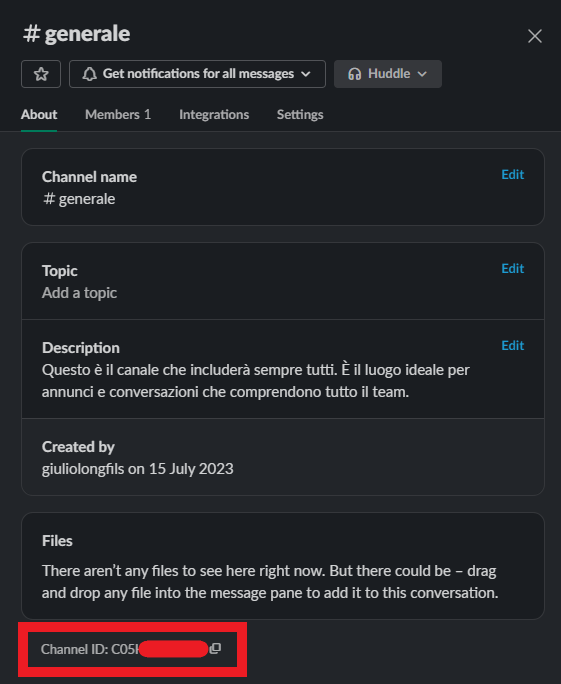 # generale
Get notifications for all messages
Huddle
About Members 1 Integrations Settings
Channel name Edit
# generale
Topic Edit
Add a topic
Description Edit
Questo è il canale che includerà sempre tutti. È il luogo ideale per
annunci e conversazioni che comprendono tutto il team.
Created by
giuliolongfils on 15 July 2023
Files
There aren’t any files to see here right now. But there could be – drag
and drop any file into the message pane to add it to this conversation.
Channel ID: C05